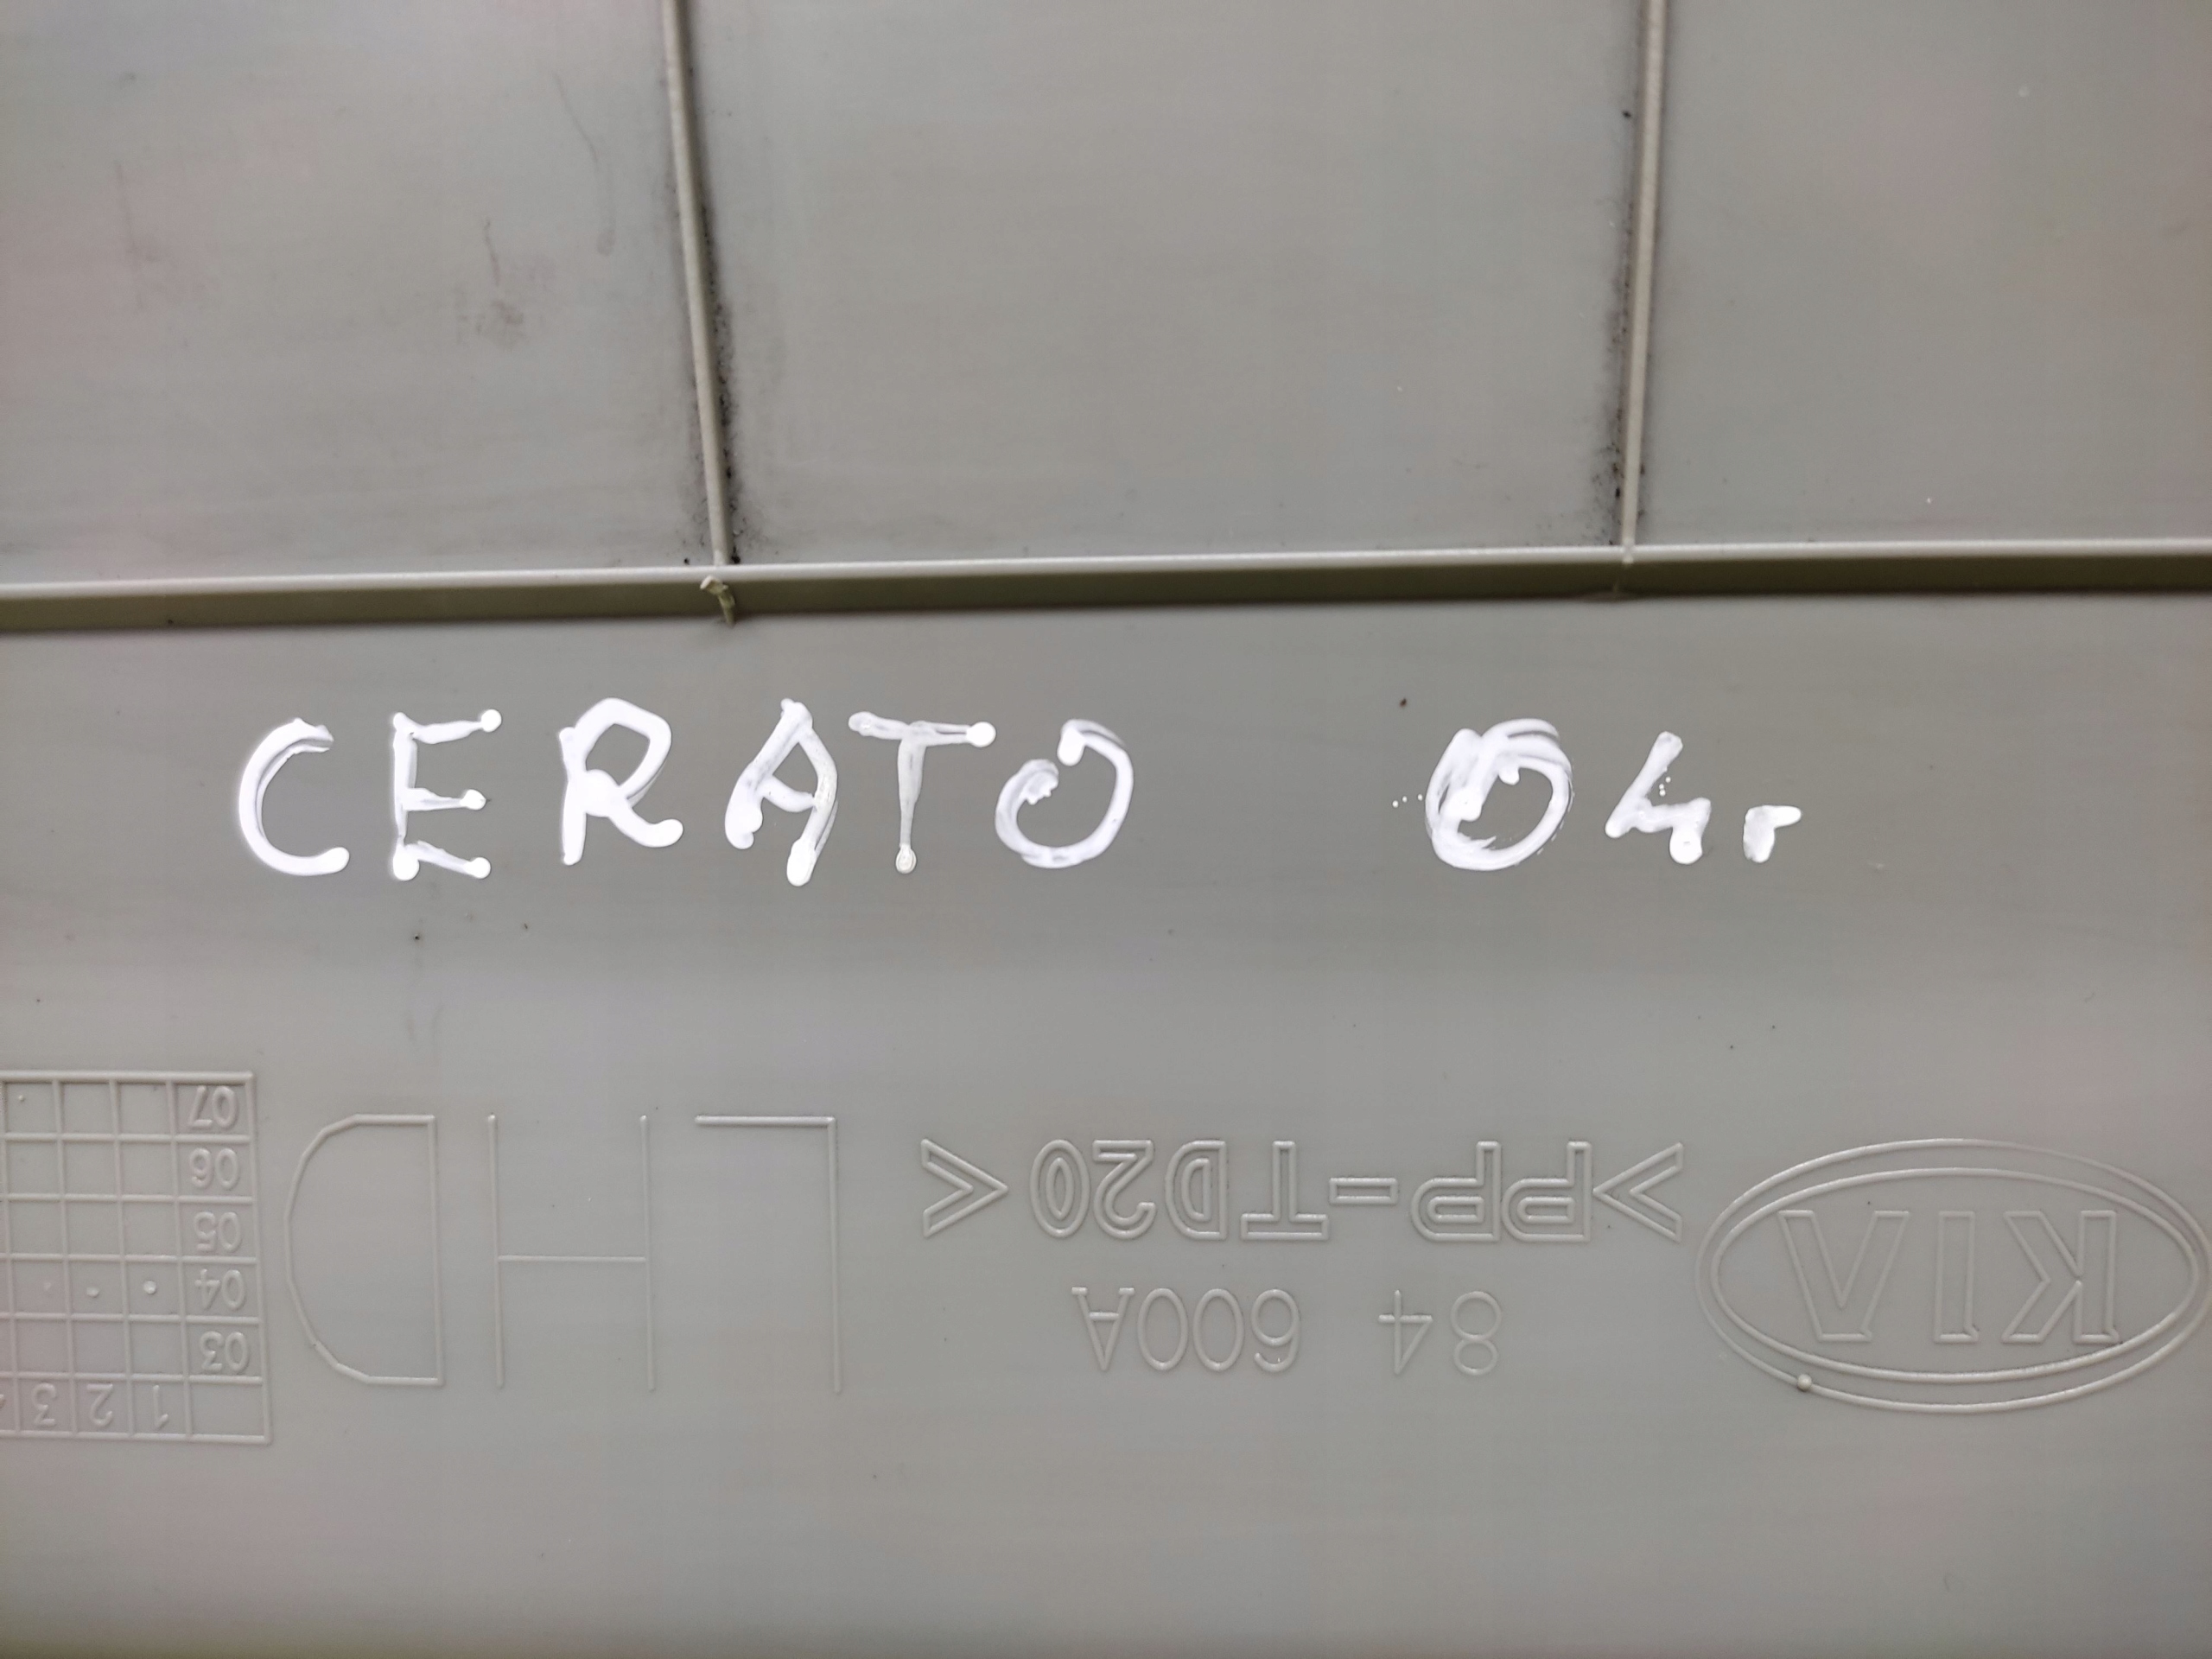 CERATO 04г
KIA >PP-TD20< LHD
84 600A
07
06
05
04
03
1 2 3